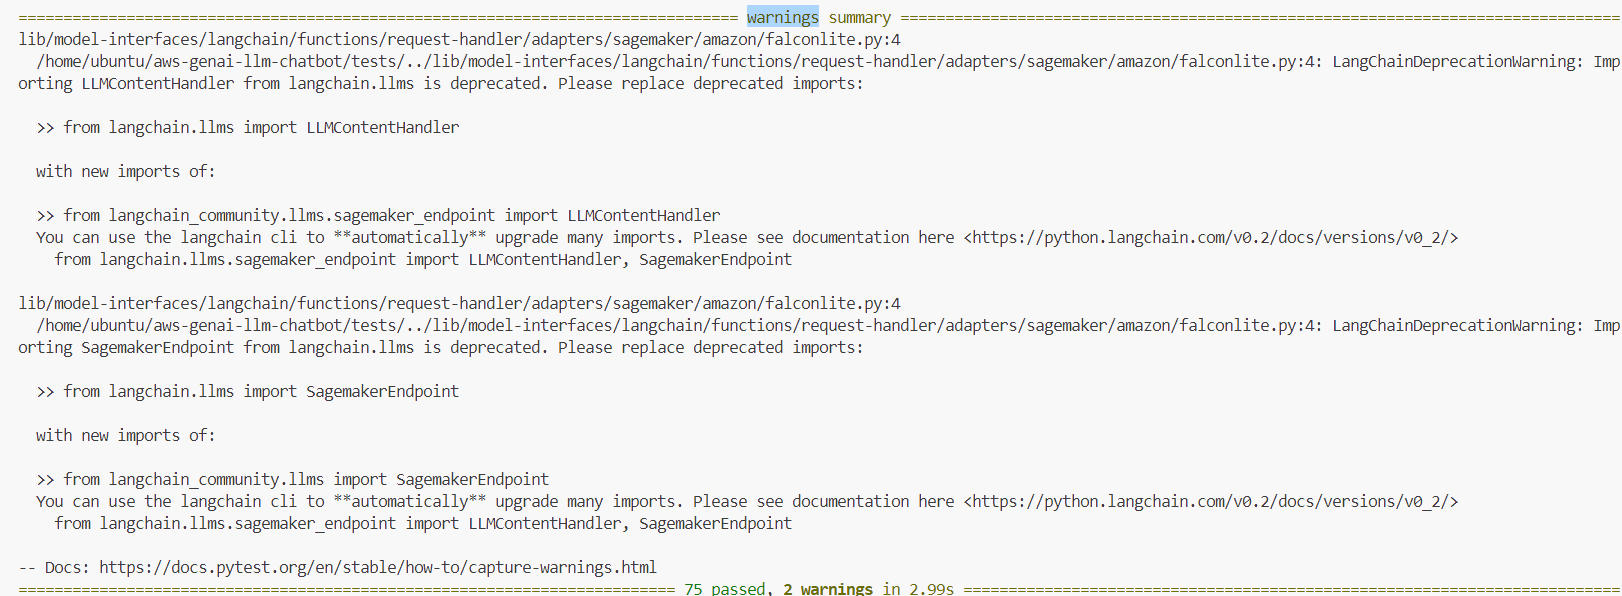 ================================================================================ warnings summary ================================================================================
lib/model-interfaces/langchain/functions/request-handler/adapters/sagemaker/amazon/falconlite.py:4
/home/ubuntu/aws-genai-llm-chatbot/tests/../lib/model-interfaces/langchain/functions/request-handler/adapters/sagemaker/amazon/falconlite.py:4: LangChainDeprecationWarning: Imp
orting LLMContentHandler from langchain.llms is deprecated. Please replace deprecated imports:
>> from langchain.llms import LLMContentHandler
with new imports of:
>> from langchain_community.llms.sagemaker_endpoint import LLMContentHandler
You can use the langchain cli to **automatically** upgrade many imports. Please see documentation here <https://python.langchain.com/v0.2/docs/versions/v0_2/>
from langchain.llms.sagemaker_endpoint import LLMContentHandler, SagemakerEndpoint
lib/model-interfaces/langchain/functions/request-handler/adapters/sagemaker/amazon/falconlite.py:4
/home/ubuntu/aws-genai-llm-chatbot/tests/../lib/model-interfaces/langchain/functions/request-handler/adapters/sagemaker/amazon/falconlite.py:4: LangChainDeprecationWarning: Imp
orting SagemakerEndpoint from langchain.llms is deprecated. Please replace deprecated imports:
>> from langchain.llms import SagemakerEndpoint
with new imports of:
>> from langchain_community.llms import SagemakerEndpoint
You can use the langchain cli to **automatically** upgrade many imports. Please see documentation here <https://python.langchain.com/v0.2/docs/versions/v0_2/>
from langchain.llms.sagemaker_endpoint import LLMContentHandler, SagemakerEndpoint
-- Docs: https://docs.pytest.org/en/stable/how-to/capture-warnings.html
========================================================================= 75 passed, 2 warnings in 2.99s =========================================================================